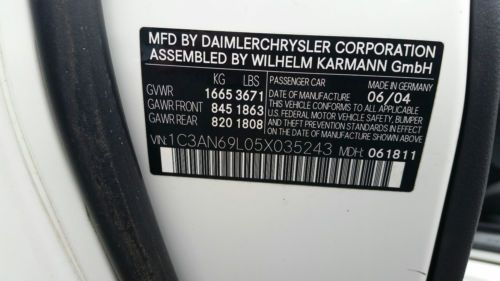 MFD BY DAIMLERCHRYSLER CORPORATION
ASSEMBLED BY WILHELM KARMANN GmbH
KG LBS
GVWR 1665 3671
GAWR FRONT 845 1863
GAWR REAR 820 1808
PASSENGER CAR MADE IN GERMANY
DATE OF MANUFACTURE 06/04
THIS VEHICLE CONFORMS TO ALL APPLICABLE
U.S. FEDERAL MOTOR VEHICLE SAFETY, BUMPER
AND THEFT PREVENTION STANDARDS IN EFFECT
ON THE DATE OF MANUFACTURE SHOWN ABOVE
VIN: 1C3AN69L05X035243 MDH: 061811